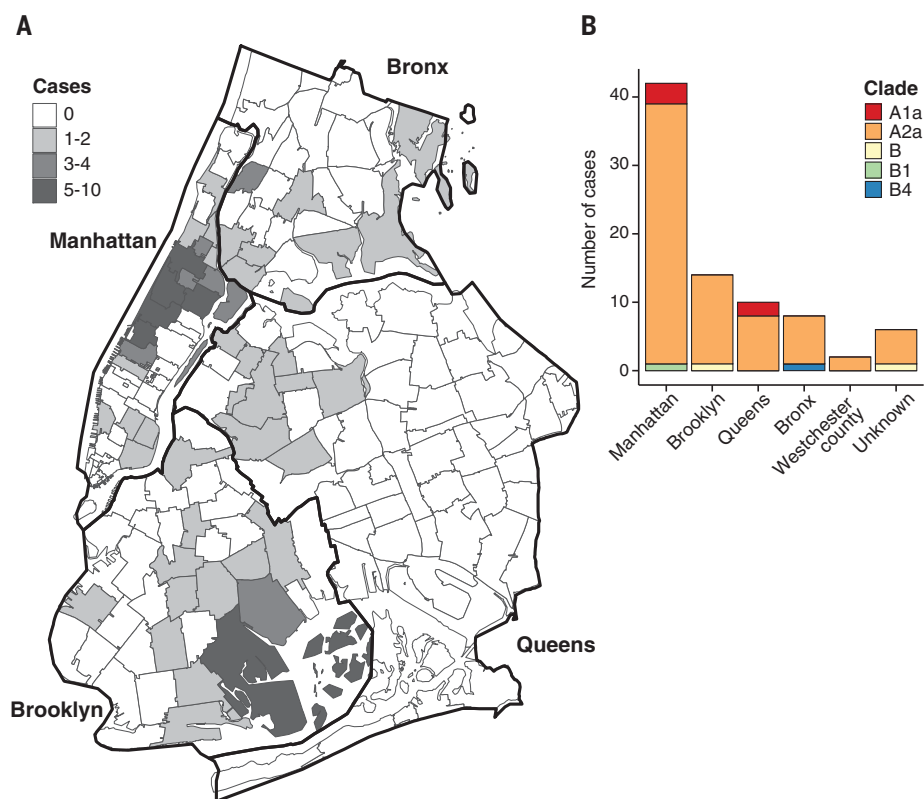 A
Bronx
Cases
0
1-2
3-4
5-10
Manhattan
Queens
Brooklyn
B
Number of cases
40
30
20
10
0
Clade
A1a
A2a
B
B1
B4
Manhattan
Brooklyn
Queens
Bronx
Westchester
county
Unknown